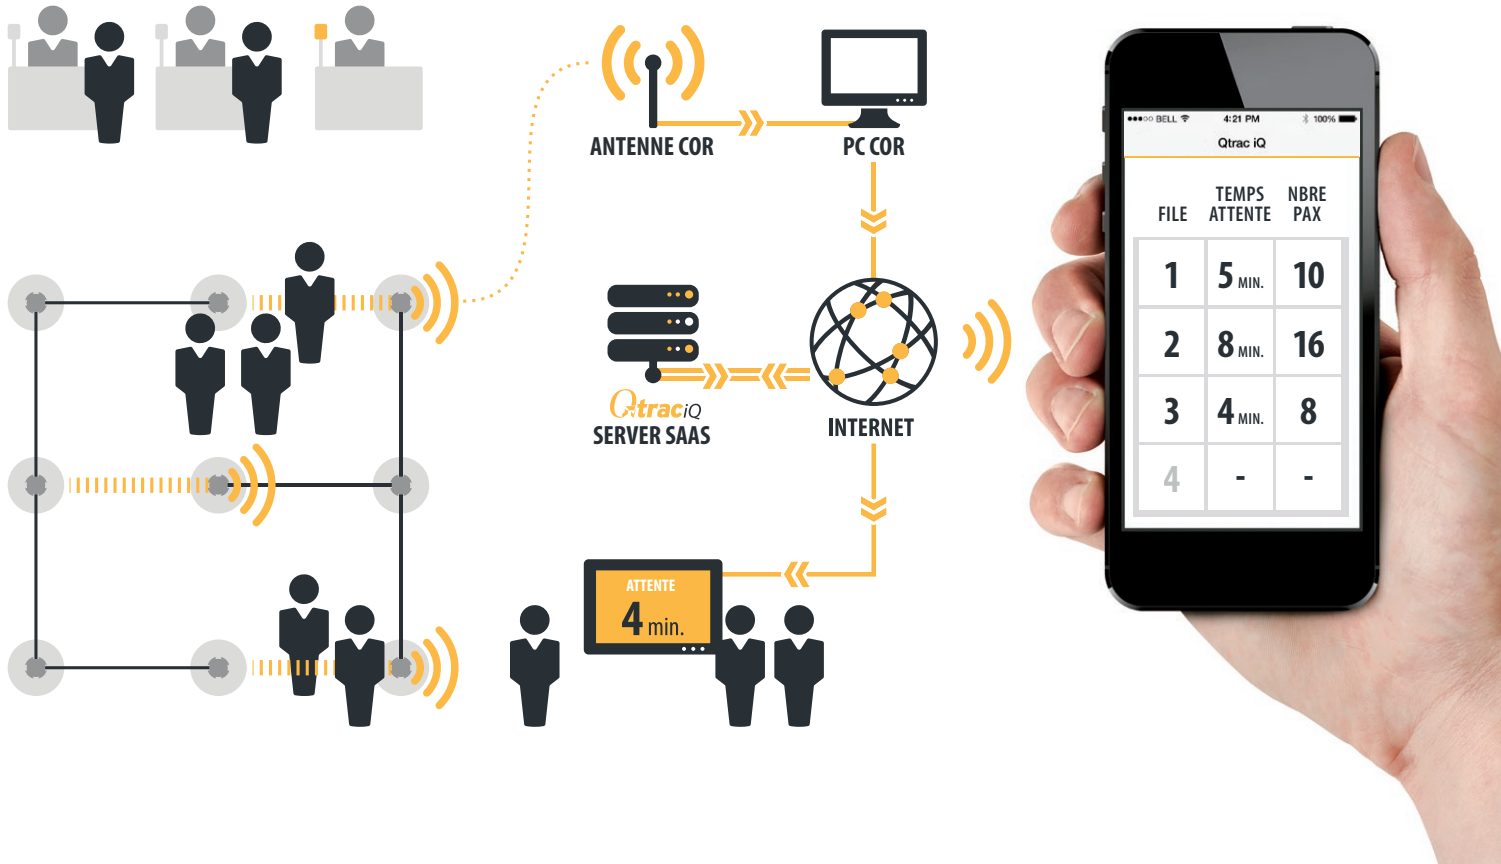 ANTENNE COR
PC COR
QtraciQ
SERVER SAAS
INTERNET
ATTENTE
4 min.
BELL 4:21 PM 100%
Qtrac iQ
FILE TEMPS ATTENTE NBRE PAX
1 5 MIN. 10
2 8 MIN. 16
3 4 MIN. 8
4 - -